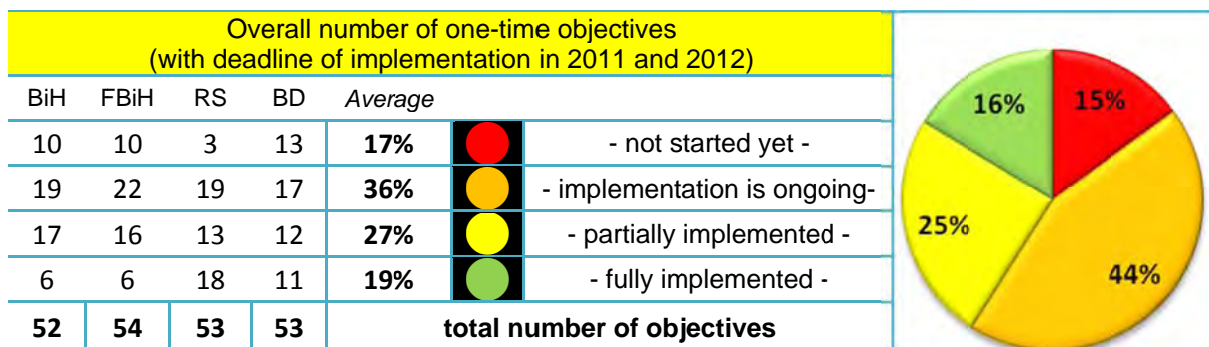 Overall number of one-time objectives
(with deadline of implementation in 2011 and 2012)
BiH FBiH RS BD Average
10 10 3 13 17% - not started yet -
19 22 19 17 36% - implementation is ongoing-
17 16 13 12 27% - partially implemented -
6 6 18 11 19% - fully implemented -
52 54 53 53 total number of objectives
16% 15%
25%
44%